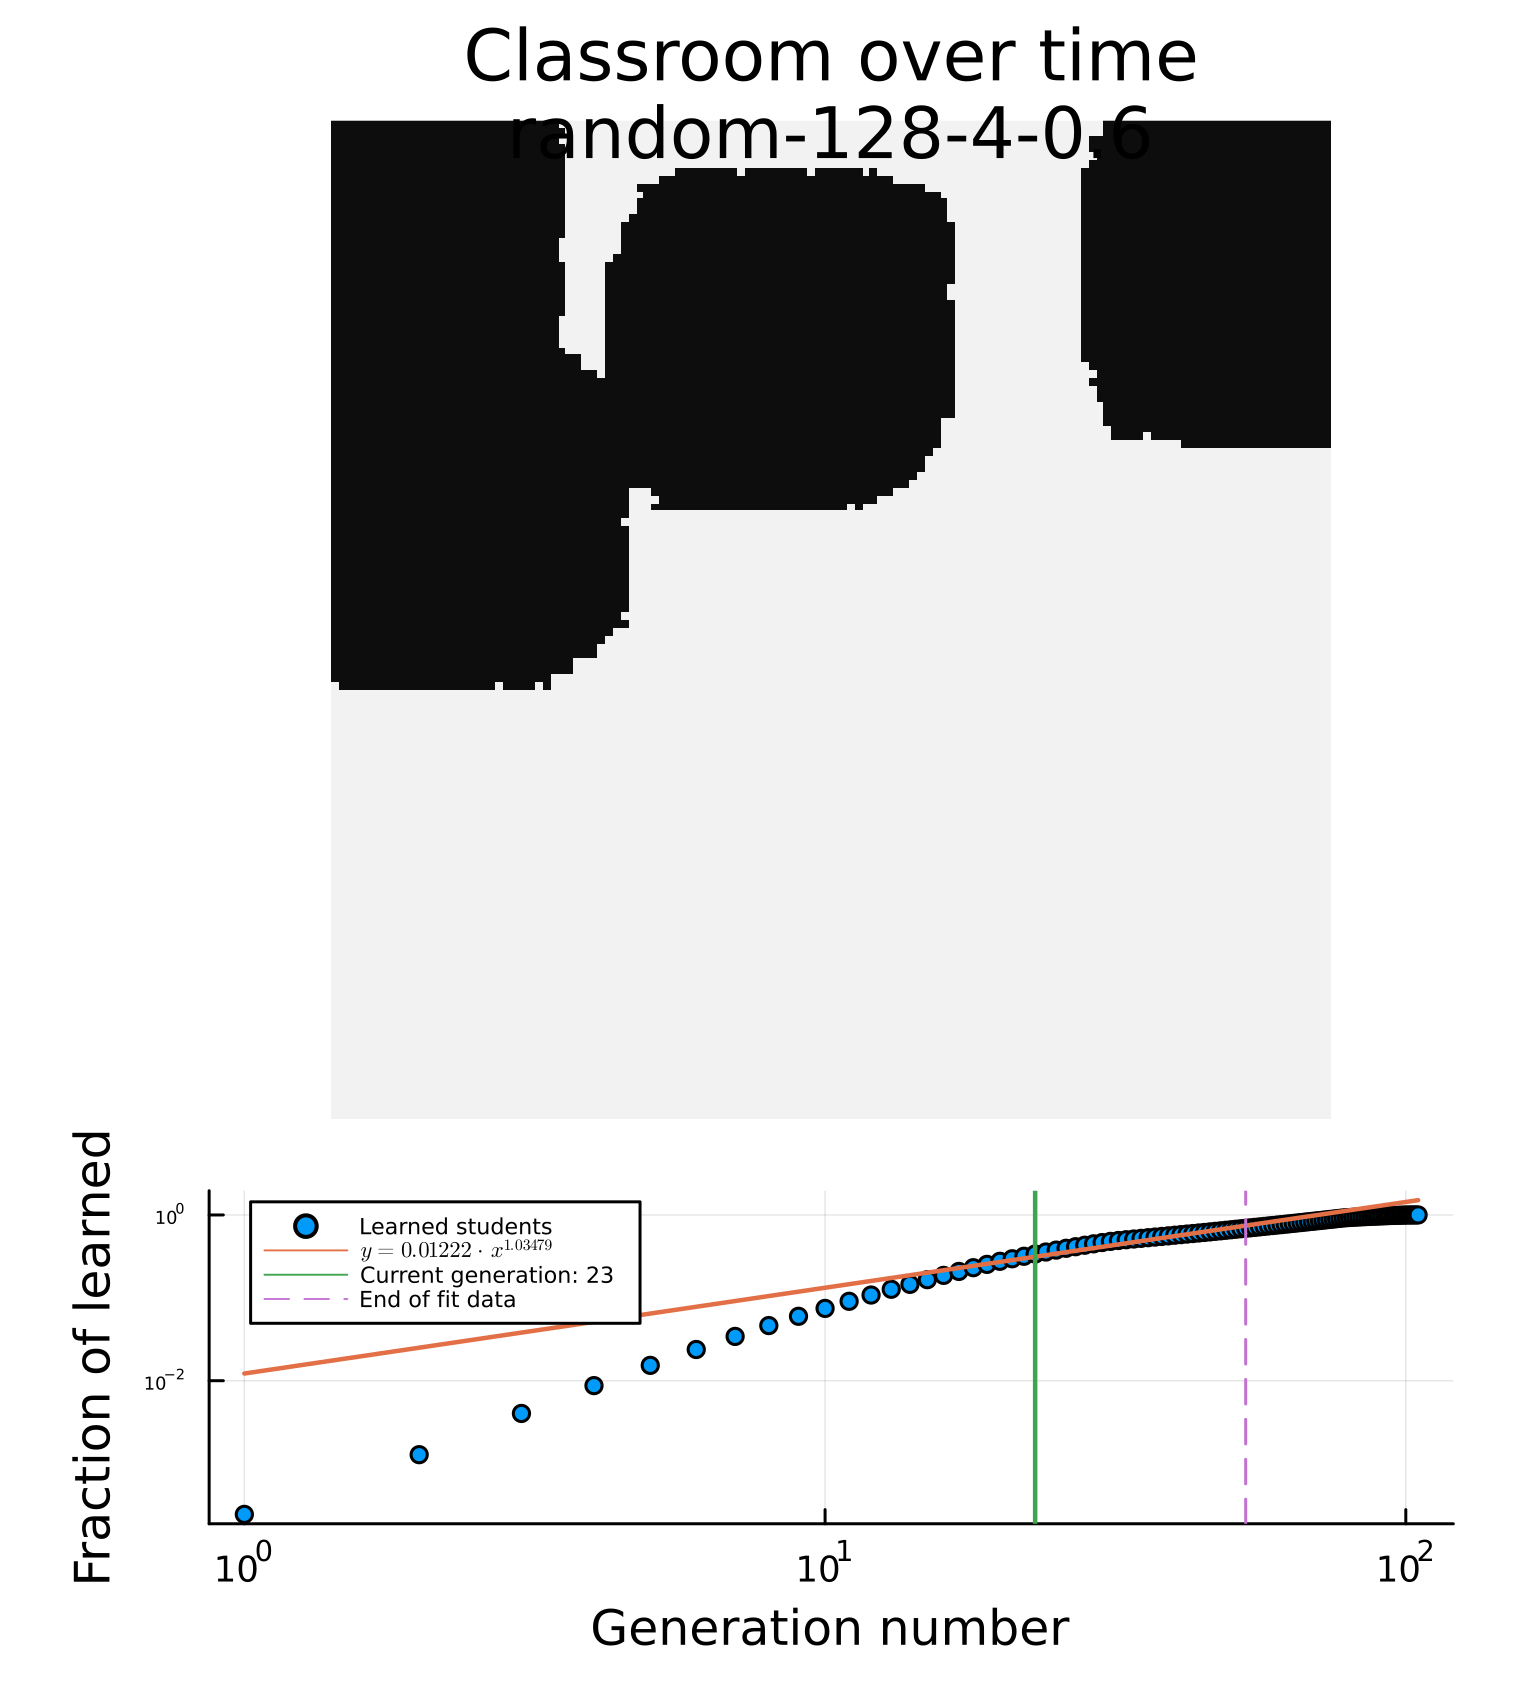 Classroom over time
random-128-4-0.6
Fraction of learned
10^0
10^-2
Learned students
y = 0.01222 · x^1.03479
Current generation: 23
End of fit data
10^0
10^1
10^2
Generation number